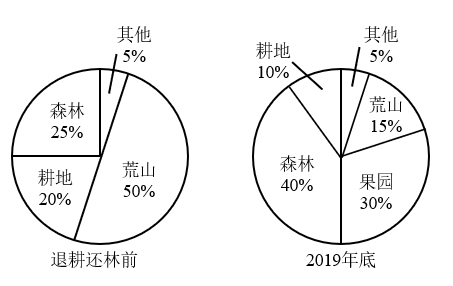 其他
5%
森林
25%
耕地
20%
荒山
50%
退耕还林前
其他
5%
耕地
10%
荒山
15%
森林
40%
果园
30%
2019年底